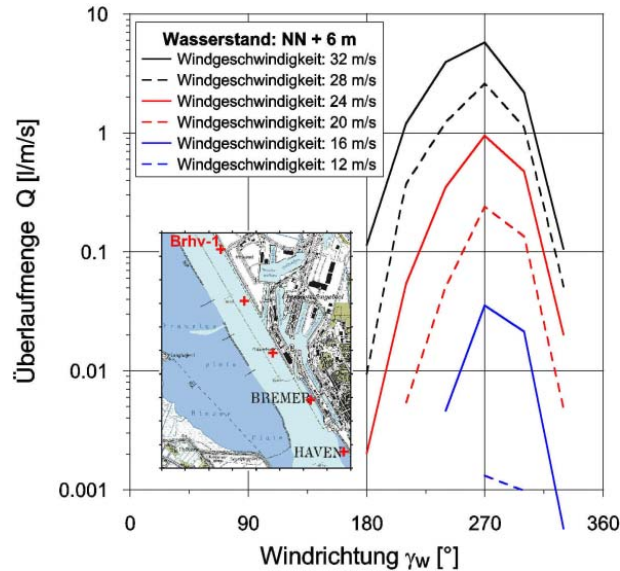 10
Wasserstand: NN + 6 m
Windgeschwindigkeit: 32 m/s
Windgeschwindigkeit: 28 m/s
Windgeschwindigkeit: 24 m/s
Windgeschwindigkeit: 20 m/s
Windgeschwindigkeit: 16 m/s
Windgeschwindigkeit: 12 m/s
1
0.1
0.01
0.001
Überlaufmenge Q [l/m/s]
Brhv-1
BREMER
HAVEN
0
90
180
270
360
Windrichtung γw [°]